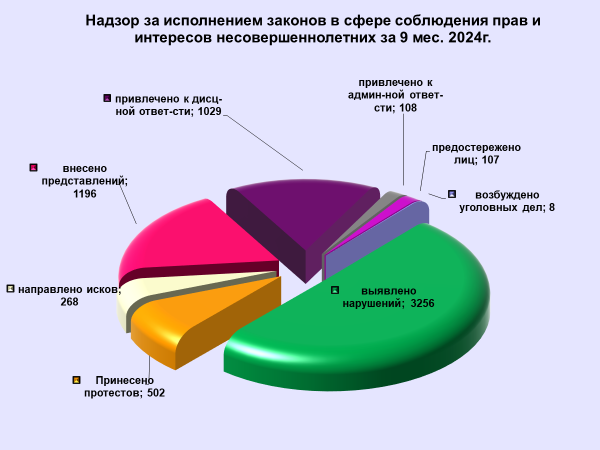 Надзор за исполнением законов в сфере соблюдения прав и
интересов несовершеннолетних за 9 мес. 2024г.
привлечено к
админ-ной ответ-
сти; 108
привлечено к дисц-
ной ответ-сти; 1029
предостережено
лиц; 107
внесено
представлений;
1196
возбуждено
уголовных дел; 8
направлено исков;
268
выявлено
нарушений; 3256
Принесено
протестов; 502